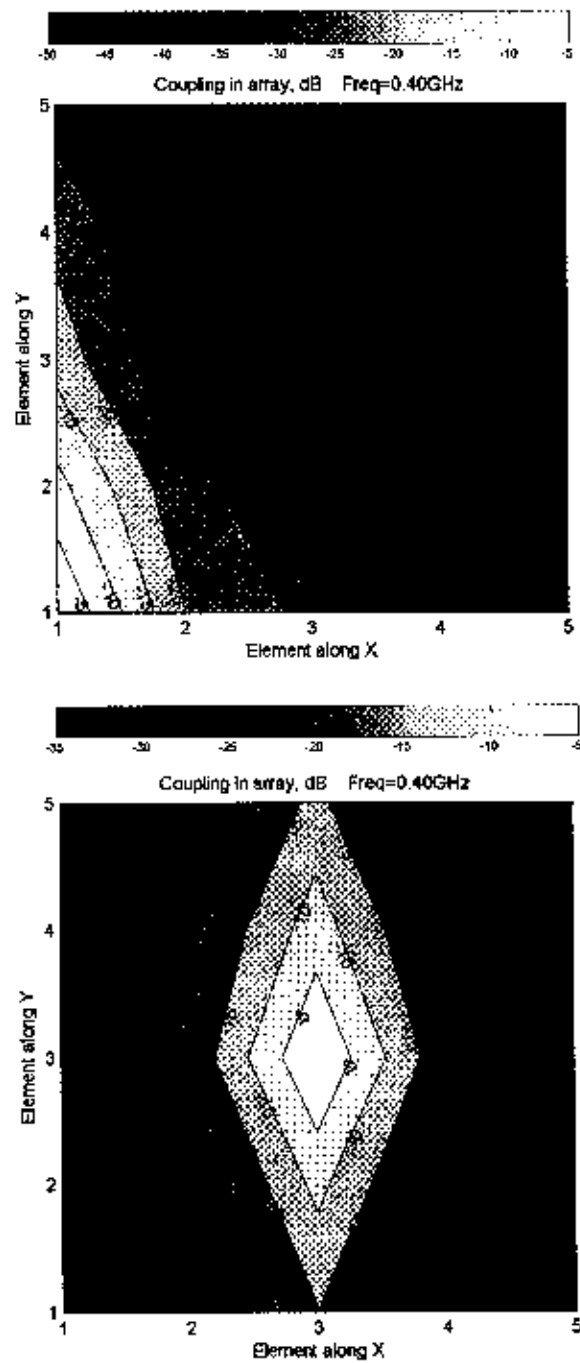 -50 -45 -40 -35 -30 -25 -20 -15 -10 -5
Coupling in array, dB Freq=0.40GHz
5
4
3
2
1
Element along Y
1 2 3 4 5
Element along X
-35 -30 -25 -20 -15 -10 -5
Coupling in array, dB Freq=0.40GHz
5
4
3
2
1
Element along Y
1 2 3 4 5
Element along X